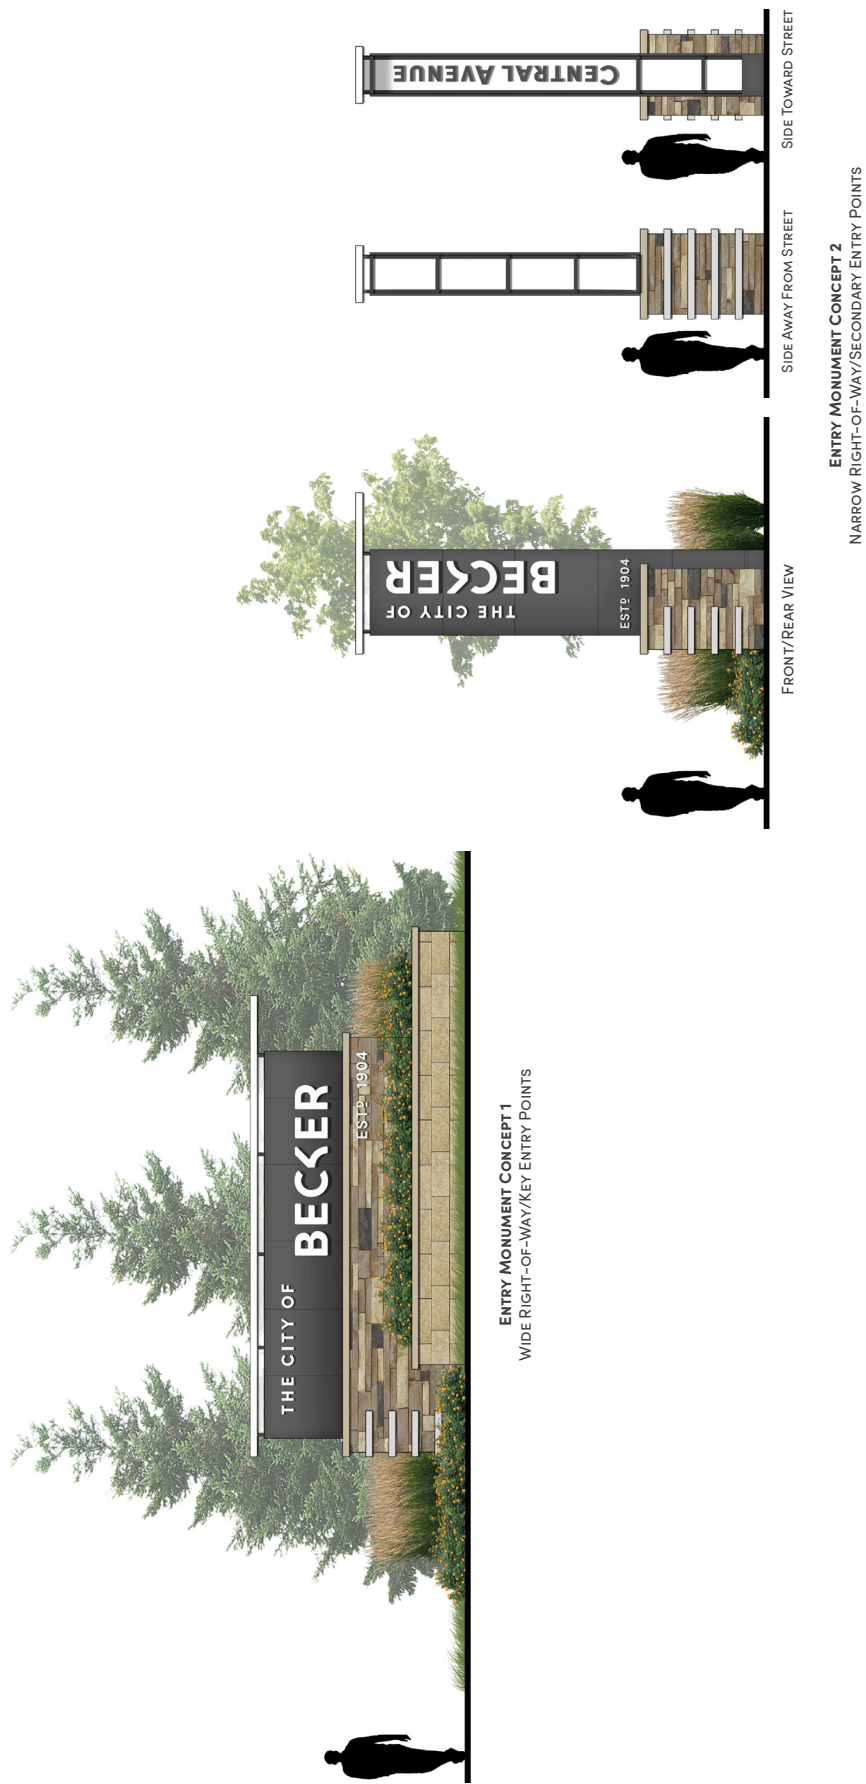 THE CITY OF
BECKER
ESTD 1904
ENTRY MONUMENT CONCEPT 1
WIDE RIGHT-OF-WAY/KEY ENTRY POINTS
THE CITY OF
BECKER
ESTD 1904
FRONT/REAR VIEW
SIDE AWAY FROM STREET
CENTRAL AVENUE
SIDE TOWARD STREET
ENTRY MONUMENT CONCEPT 2
NARROW RIGHT-OF-WAY/SECONDARY ENTRY POINTS